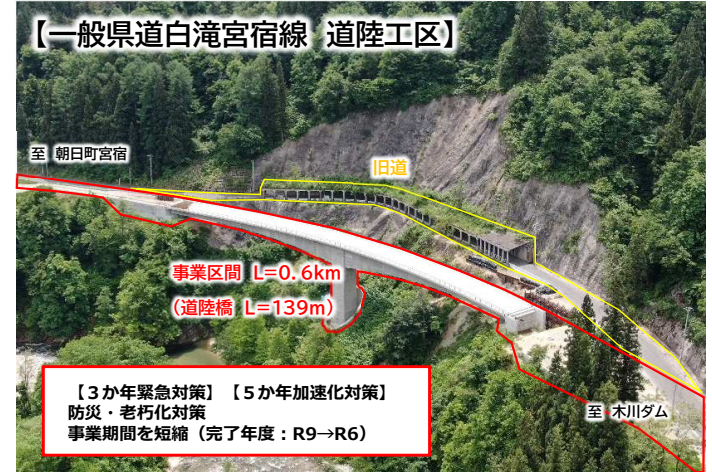 【一般県道白滝宮宿線 道陸工区】
至 朝日町宮宿
旧道
事業区間 L=0.6km
(道陸橋 L=139m)
【３か年緊急対策】【５か年加速化対策】
防災・老朽化対策
事業期間を短縮（完了年度：R9→R6）
至 木川ダム